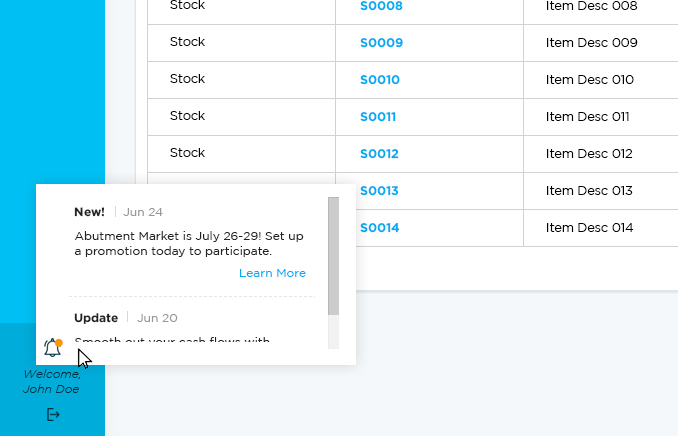 Stock S0008 Item Desc 008
Stock S0009 Item Desc 009
Stock S0010 Item Desc 010
Stock S0011 Item Desc 011
Stock S0012 Item Desc 012
S0013 Item Desc 013
S0014 Item Desc 014
New! | Jun 24
Abutment Market is July 26-29! Set up
a promotion today to participate.
Learn More
Update | Jun 20
Smooth out your cash flows with
Welcome,
John Doe